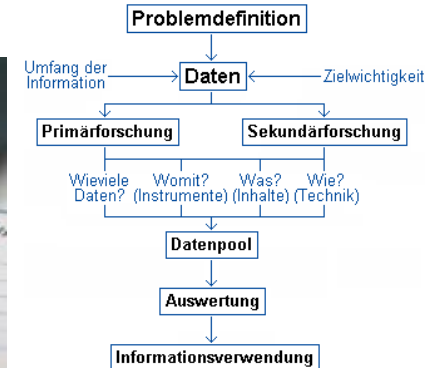 Problemdefinition
Umfang der
Information
Daten
Zielwichtigkeit
Primärforschung
Sekundärforschung
Wieviele
Daten?
Womit?
(Instrumente)
Was?
(Inhalte)
Wie?
(Technik)
Datenpool
Auswertung
Informationsverwendung